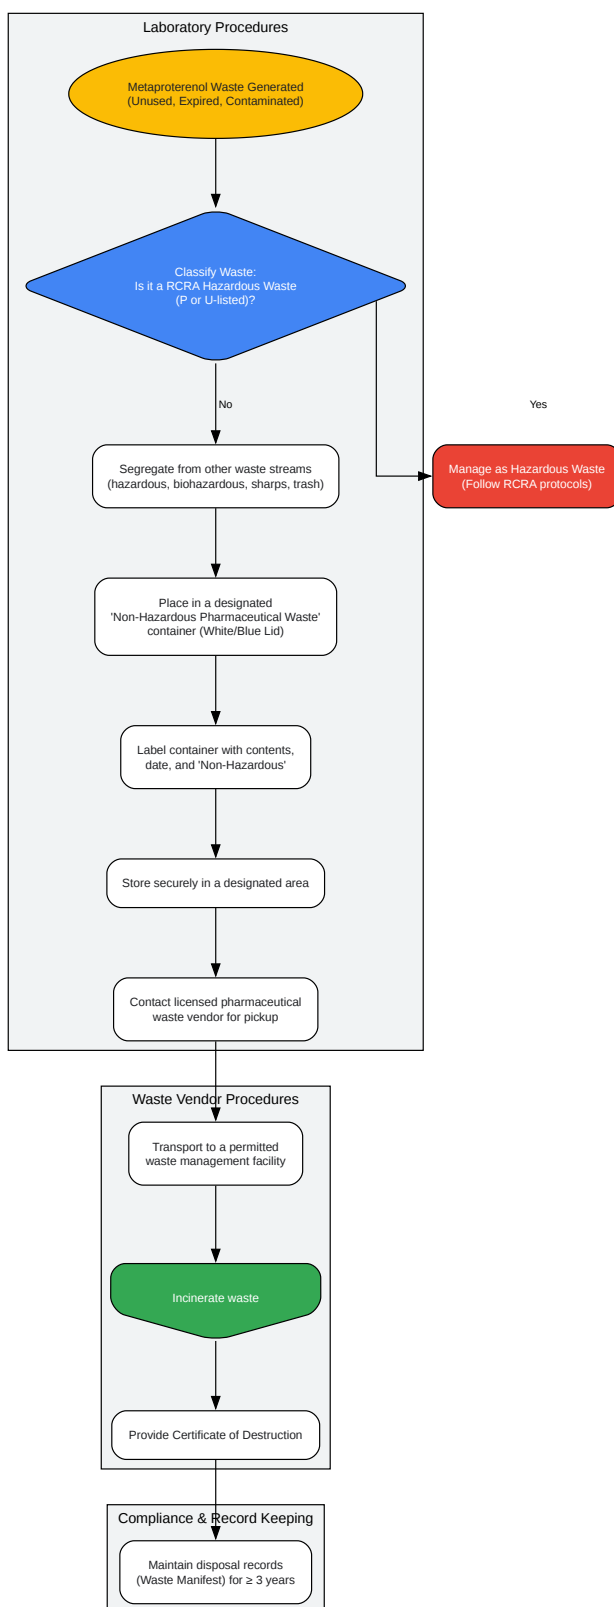 Laboratory Procedures
Metaproterenol Waste Generated
(Unused, Expired, Contaminated)
Classify Waste:
Is it a RCRA Hazardous Waste
(P or U-listed)?
No
Yes
Segregate from other waste streams
(hazardous, biohazardous, sharps, trash)
Manage as Hazardous Waste
(Follow RCRA protocols)
Place in a designated
'Non-Hazardous Pharmaceutical Waste'
container (White/Blue Lid)
Label container with contents,
date, and 'Non-Hazardous'
Store securely in a designated area
Contact licensed pharmaceutical
waste vendor for pickup
Waste Vendor Procedures
Transport to a permitted
waste management facility
Incinerate waste
Provide Certificate of Destruction
Compliance & Record Keeping
Maintain disposal records
(Waste Manifest) for ≥ 3 years